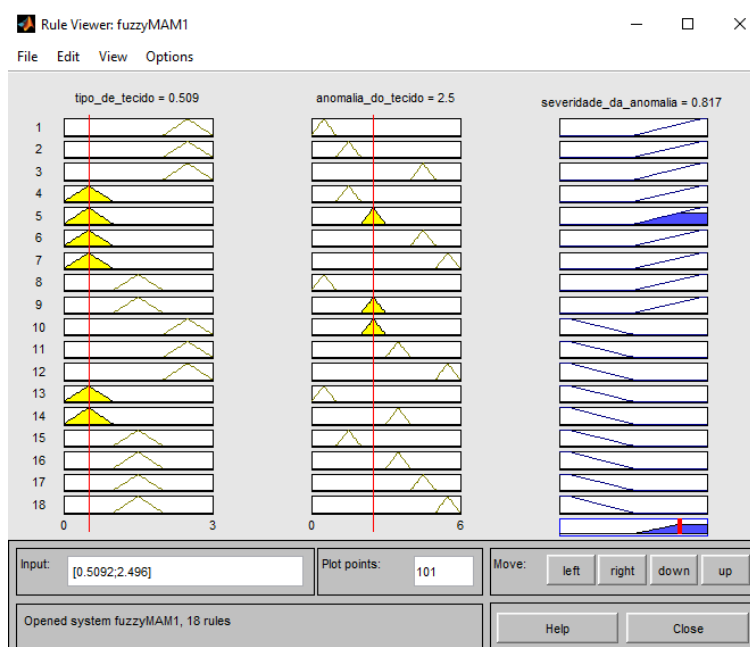 Rule Viewer: fuzzyMAM1
File Edit View Options
tipo_de_tecido = 0.509
anomalia_do_tecido = 2.5
severidade_da_anomalia = 0.817
1
2
3
4
5
6
7
8
9
10
11
12
13
14
15
16
17
18
0 3
0 6
Input: [0.5092;2.496]
Plot points: 101
Move: left right down up
Opened system fuzzyMAM1, 18 rules
Help Close